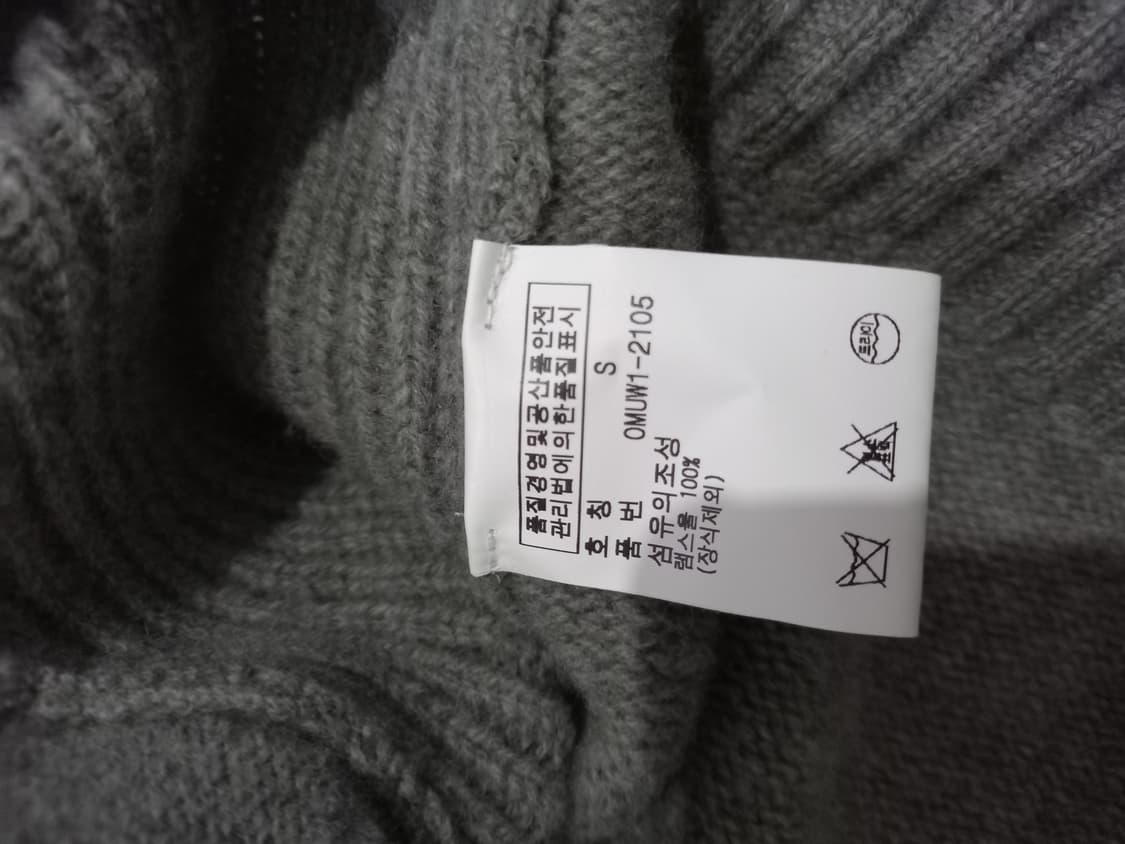 품질경영및공산품안전
관리법에의한품질표시
호 칭 S
품 번 0MUW1-2105
섬유의조성
램스울 100%
(장식제외)
드라이